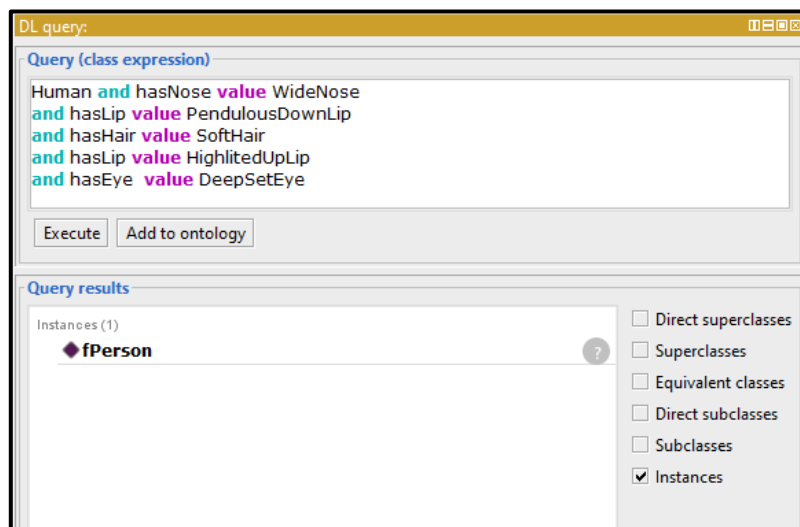 DL query:
Query (class expression)
Human and hasNose value WideNose
and hasLip value PendulousDownLip
and hasHair value SoftHair
and hasLip value HighlitedUpLip
and hasEye value DeepSetEye
Execute
Add to ontology
Query results
Instances (1)
fPerson
?
Direct superclasses
Superclasses
Equivalent classes
Direct subclasses
Subclasses
Instances